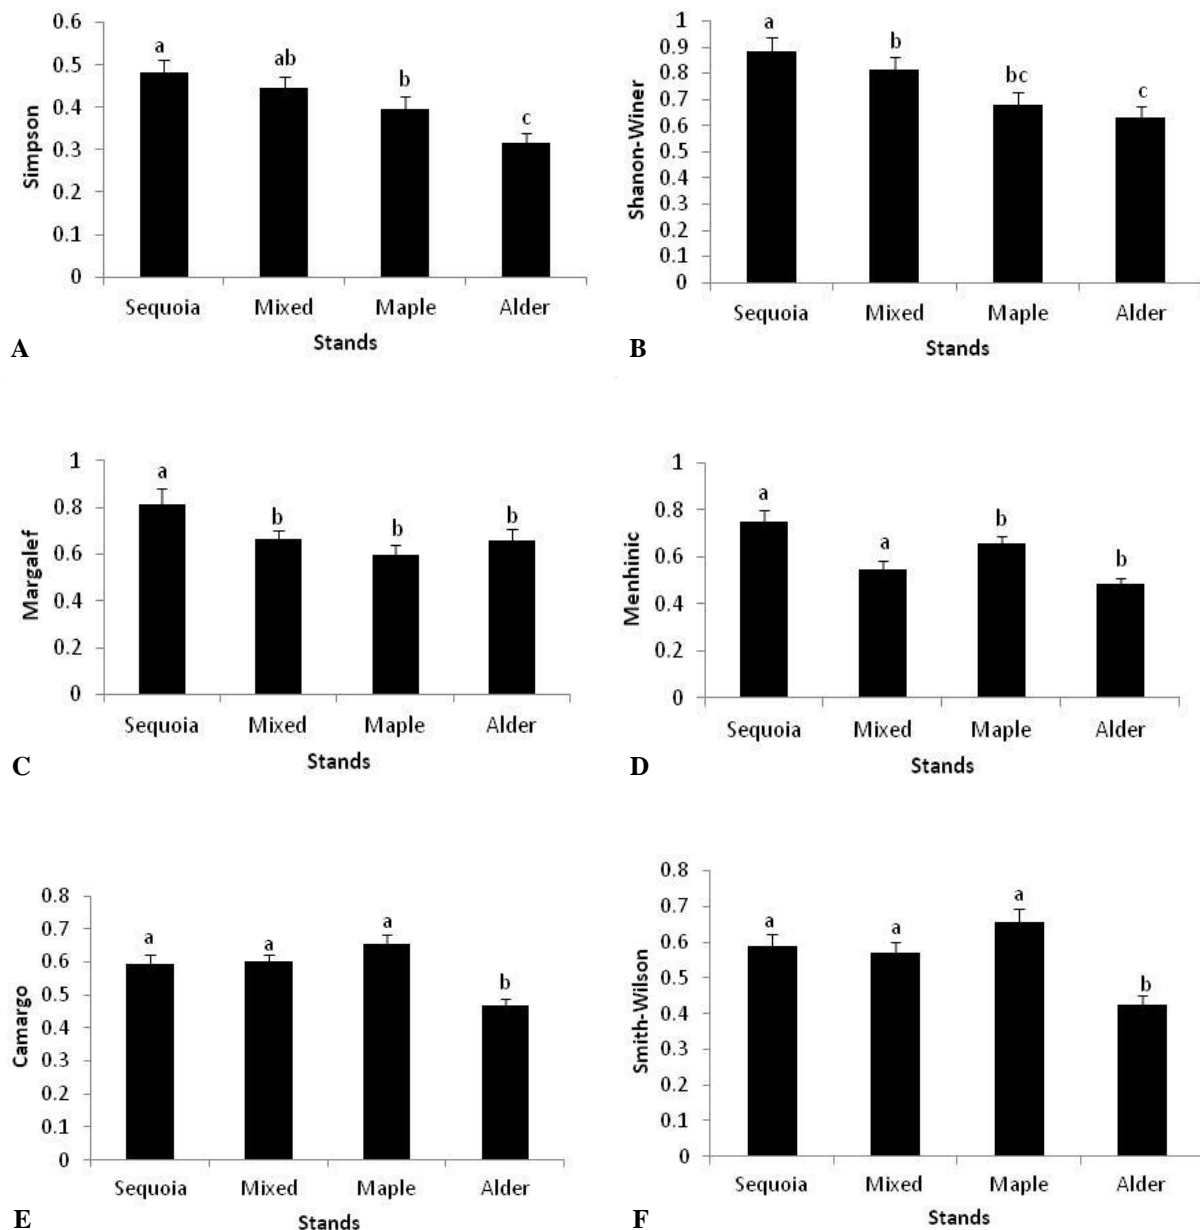 0.6
0.5
0.4
0.3
0.2
0.1
0
Simpson
a
ab
b
c
Sequoia Mixed Maple Alder
Stands
A
1
0.9
0.8
0.7
0.6
0.5
0.4
0.3
0.2
0.1
0
Shanon-Winer
a
b
bc
c
Sequoia Mixed Maple Alder
Stands
B
1
0.8
0.6
0.4
0.2
0
Margalef
a
b
b
b
Sequoia Mixed Maple Alder
Stands
C
1
0.8
0.6
0.4
0.2
0
Menhinic
a
a
b
b
Sequoia Mixed Maple Alder
Stands
D
0.8
0.7
0.6
0.5
0.4
0.3
0.2
0.1
0
Camargo
a
a
a
b
Sequoia Mixed Maple Alder
Stands
E
0.8
0.7
0.6
0.5
0.4
0.3
0.2
0.1
0
Smith-Wilson
a
a
a
b
Sequoia Mixed Maple Alder
Stands
F